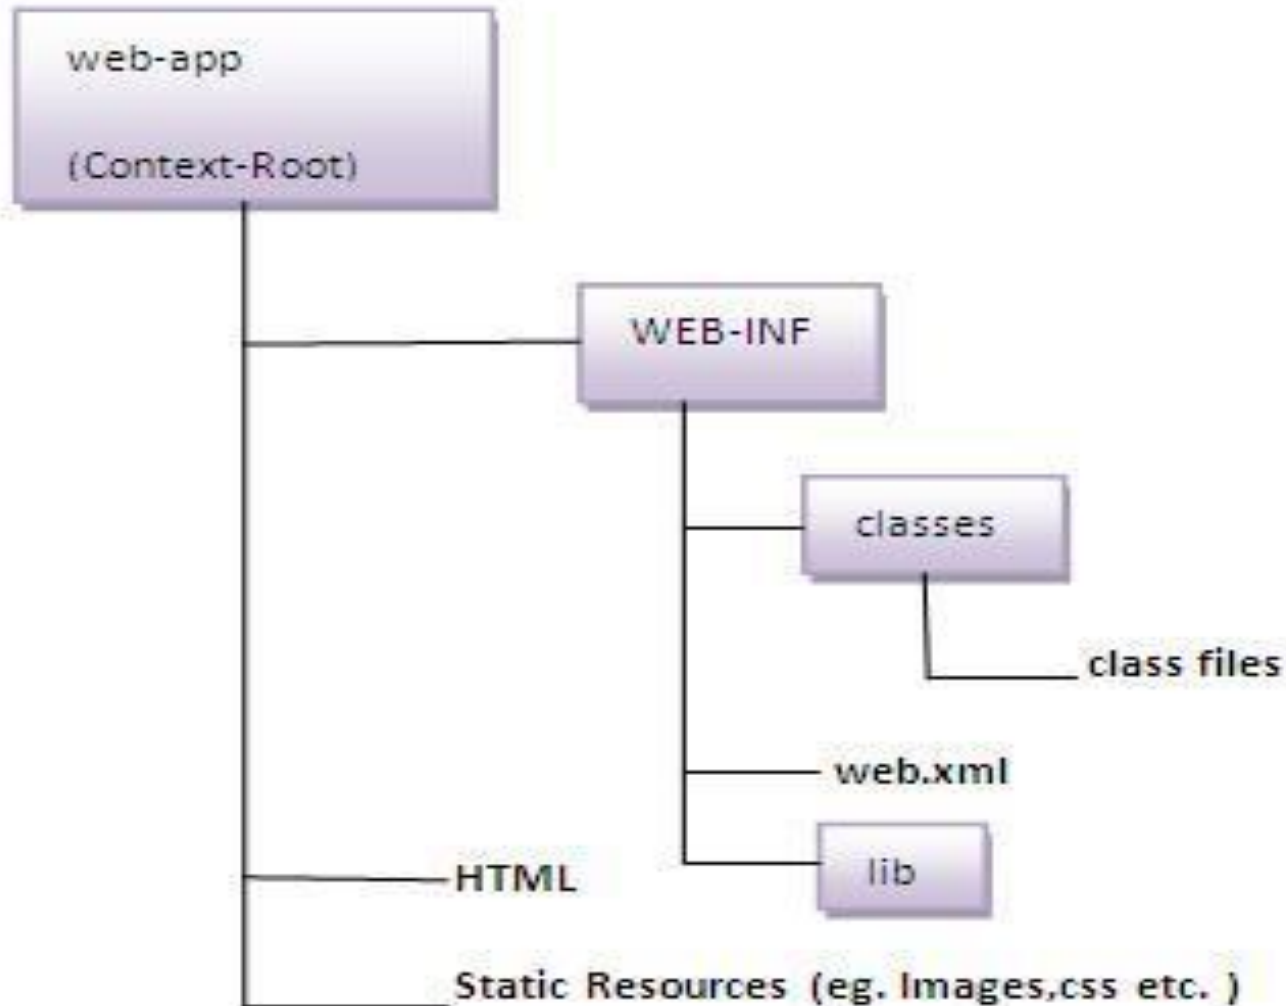 web-app
(Context-Root)
WEB-INF
classes
class files
web.xml
lib
HTML
Static Resources (eg. Images,css etc. )